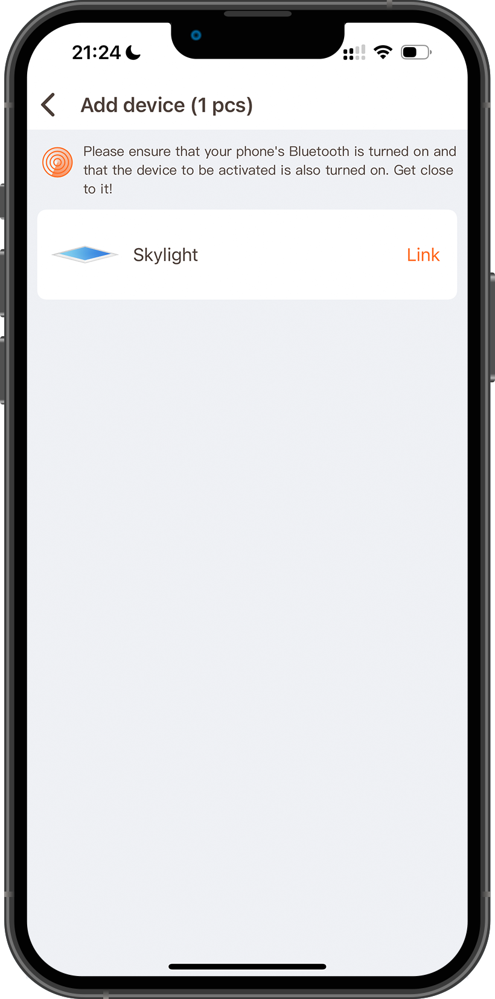 21:24
Add device (1 pcs)
Please ensure that your phone's Bluetooth is turned on and
that the device to be activated is also turned on. Get close
to it!
Skylight
Link